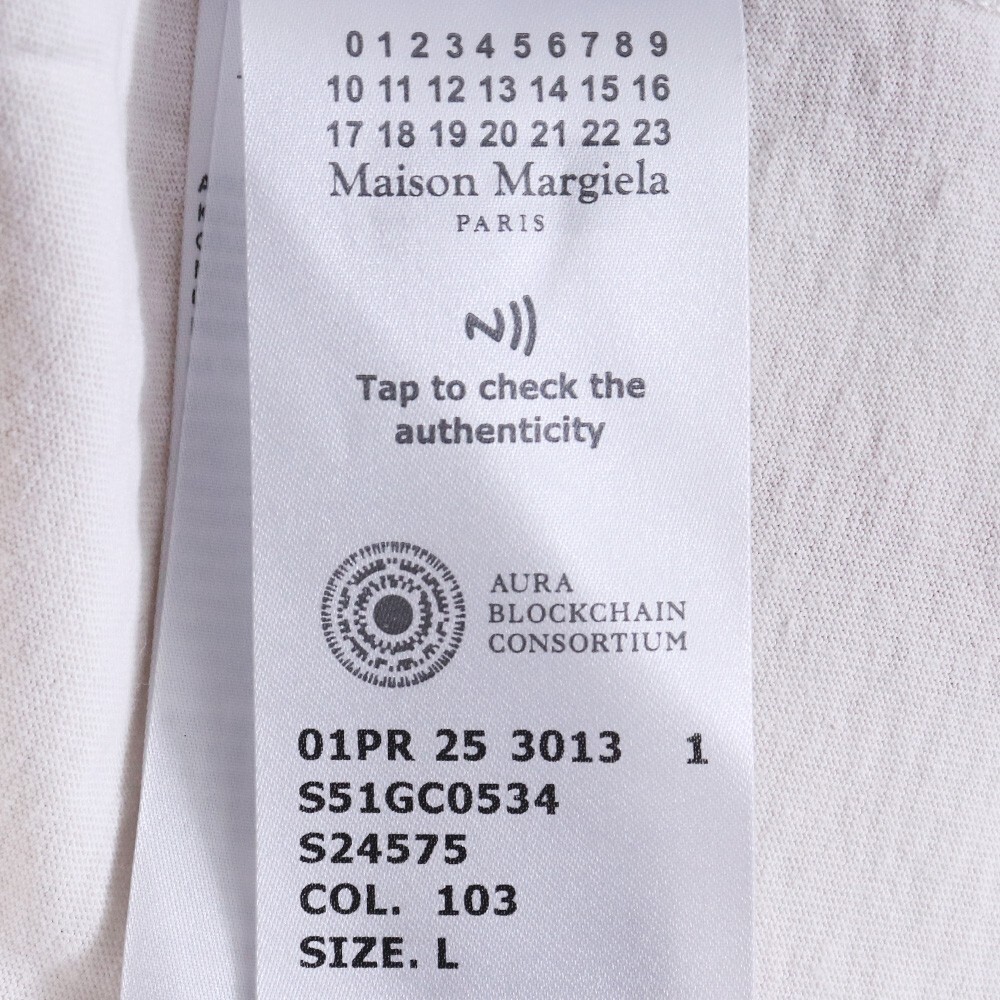 0 1 2 3 4 5 6 7 8 9
10 11 12 13 14 15 16
17 18 19 20 21 22 23
Maison Margiela
PARIS
Tap to check the
authenticity
AURA
BLOCKCHAIN
CONSORTIUM
01PR 25 3013 1
S51GC0534
S24575
COL. 103
SIZE. L